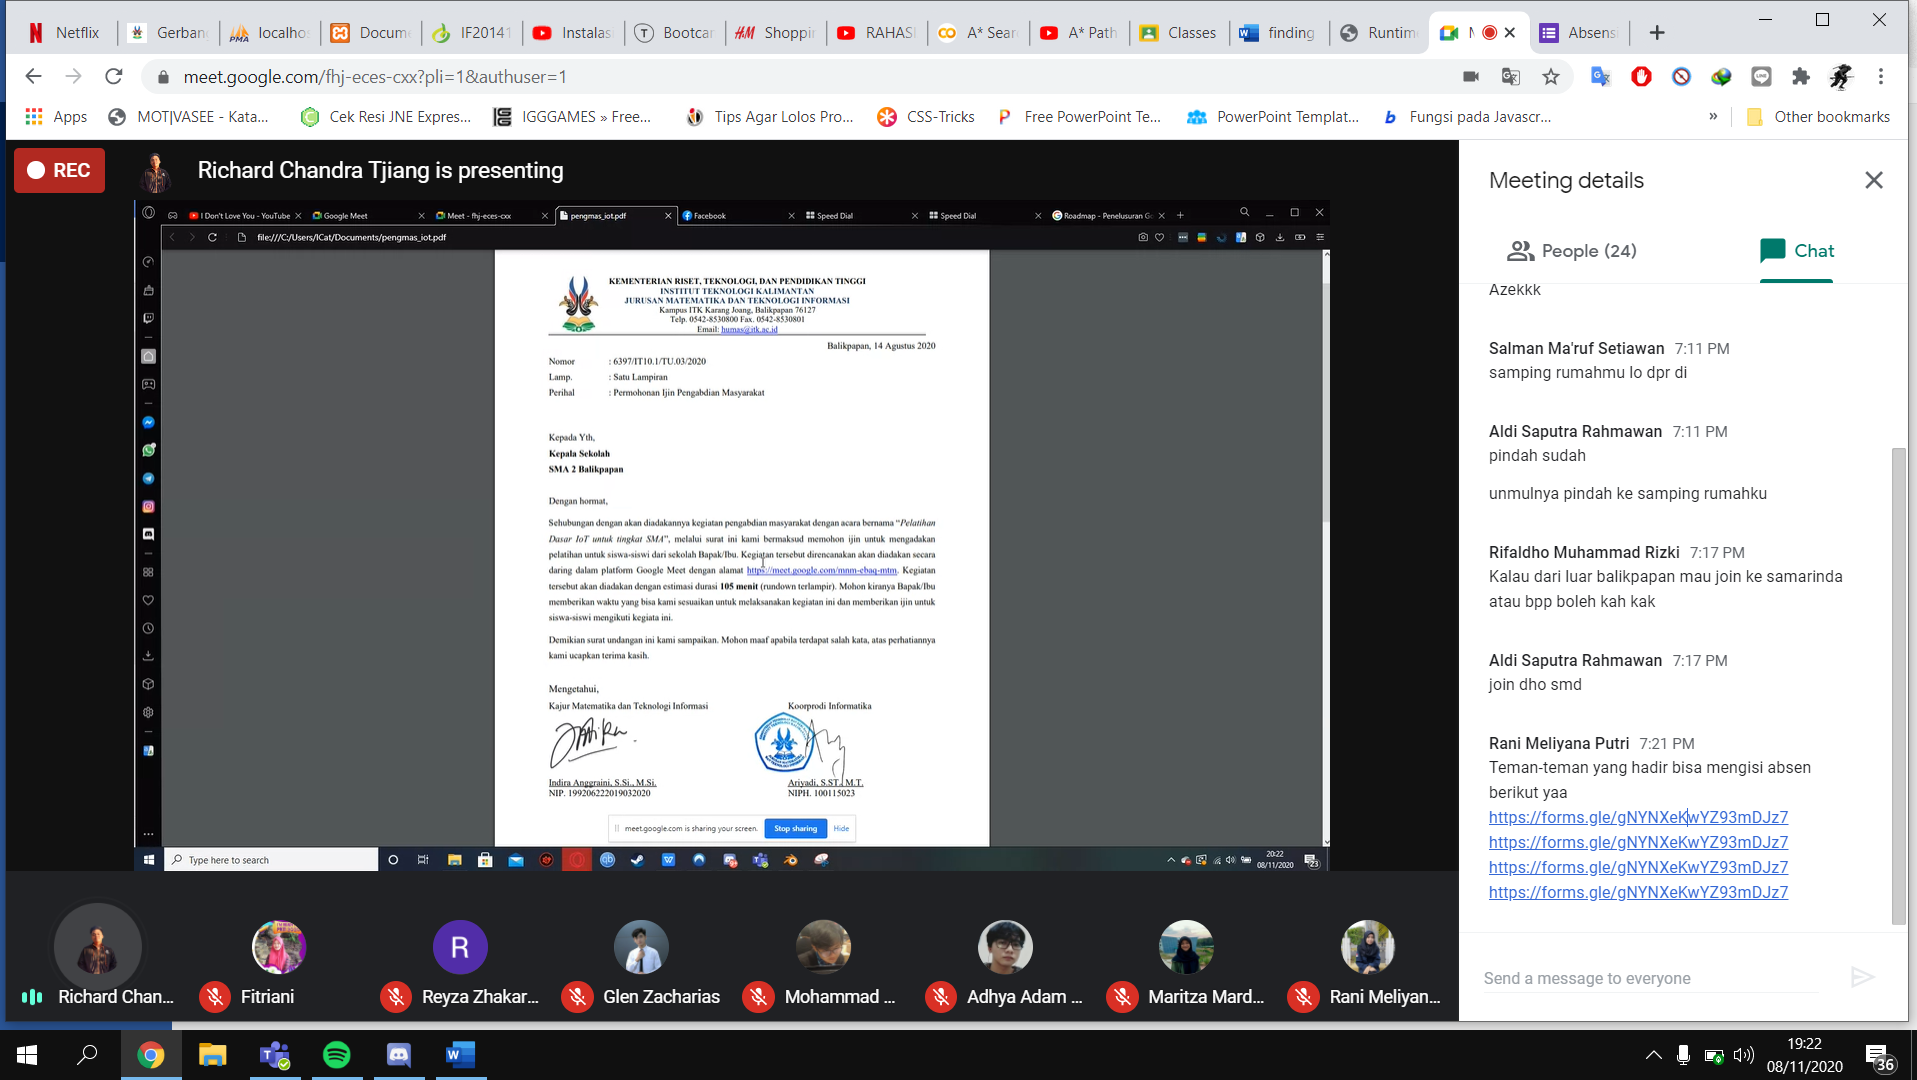 Netflix
Gerban
localhos
Docume
IF20141
Instalas
Bootcar
Shoppin
RAHASI
A* Sear
A* Path
Classes
finding
Runtim
M
Absensi
meet.google.com/fhj-eces-cxx?pli=1&authuser=1
Apps
MOT|VASEE - Kata...
Cek Resi JNE Expres...
IGGGAMES » Free...
Tips Agar Lolos Pro...
CSS-Tricks
Free PowerPoint Te...
PowerPoint Templat...
Fungsi pada Javascr...
»
Other bookmarks
REC
Richard Chandra Tjiang is presenting
I Don't Love You - YouTube
Google Meet
Meet - fhj-eces-cxx
pengmas_iot.pdf
Facebook
Speed Dial
Speed Dial
Roadmap - Penelusuran Go
file:///C:/Users/ICat/Documents/pengmas_iot.pdf
KEMENTERIAN RISET, TEKNOLOGI, DAN PENDIDIKAN TINGGI
INSTITUT TEKNOLOGI KALIMANTAN
JURUSAN MATEMATIKA DAN TEKNOLOGI INFORMASI
Kampus ITK Karang Joang, Balikpapan 76127
Telp. 0542-8530800 Fax. 0542-8530801
Email: humas@itk.ac.id
Balikpapan, 14 Agustus 2020
Nomor : 6397/IT10.1/TU.03/2020
Lamp. : Satu Lampiran
Perihal : Permohonan Ijin Pengabdian Masyarakat
Kepada Yth,
Kepala Sekolah
SMA 2 Balikpapan
Dengan hormat,
Sehubungan dengan akan diadakannya kegiatan pengabdian masyarakat dengan acara bernama “Pelatihan
Dasar IoT untuk tingkat SMA”, melalui surat ini kami bermaksud memohon ijin untuk mengadakan
pelatihan untuk siswa-siswi dari sekolah Bapak/Ibu. Kegiatan tersebut direncanakan akan diadakan secara
daring dalam platform Google Meet dengan alamat https://meet.google.com/mnm-ebaq-mtm. Kegiatan
tersebut akan diadakan dengan estimasi durasi 105 menit (rundown terlampir). Mohon kiranya Bapak/Ibu
memberikan waktu yang bisa kami sesuaikan untuk melaksanakan kegiatan ini dan memberikan ijin untuk
siswa-siswi mengikuti kegiata ini.
Demikian surat undangan ini kami sampaikan. Mohon maaf apabila terdapat salah kata, atas perhatiannya
kami ucapkan terima kasih.
Mengetahui,
Kajur Matematika dan Teknologi Informasi
Koorprodi Informatika
Indira Anggraini, S.Si., M.Si.
NIP. 199206222019032020
Ariyadi, S.ST., M.T.
NIPH. 100115023
meet.google.com is sharing your screen.
Stop sharing
Hide
Type here to search
20:22
08/11/2020
23
Richard Chan...
Fitriani
R
Reyza Zhakar...
Glen Zacharias
Mohammad ...
Adhya Adam ...
Maritza Mard...
Rani Meliyan...
Meeting details
People (24)
Chat
Azekkk
Salman Ma'ruf Setiawan 7:11 PM
samping rumahmu lo dpr di
Aldi Saputra Rahmawan 7:11 PM
pindah sudah
unmulnya pindah ke samping rumahku
Rifaldho Muhammad Rizki 7:17 PM
Kalau dari luar balikpapan mau join ke samarinda
atau bpp boleh kah kak
Aldi Saputra Rahmawan 7:17 PM
join dho smd
Rani Meliyana Putri 7:21 PM
Teman-teman yang hadir bisa mengisi absen
berikut yaa
https://forms.gle/gNYNXeKwYZ93mDJz7
https://forms.gle/gNYNXeKwYZ93mDJz7
https://forms.gle/gNYNXeKwYZ93mDJz7
https://forms.gle/gNYNXeKwYZ93mDJz7
Send a message to everyone
19:22
08/11/2020
36